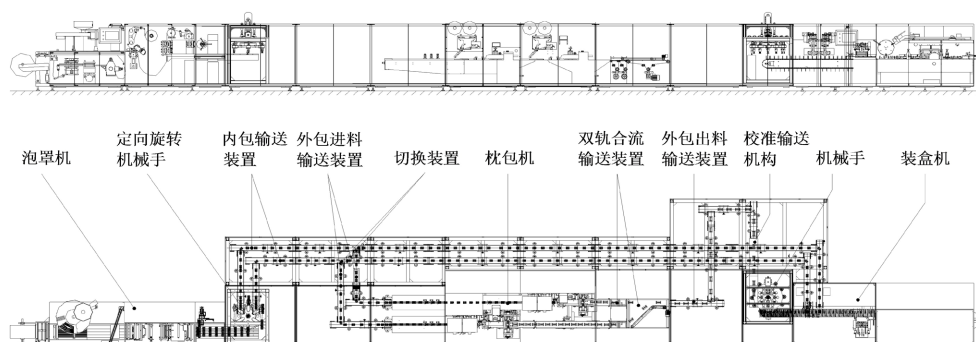 泡罩机
定向旋转
机械手
内包输送
装置
外包进料
输送装置
切换装置
枕包机
双轨合流
输送装置
外包出料
输送装置
校准输送
机构
机械手
装盒机